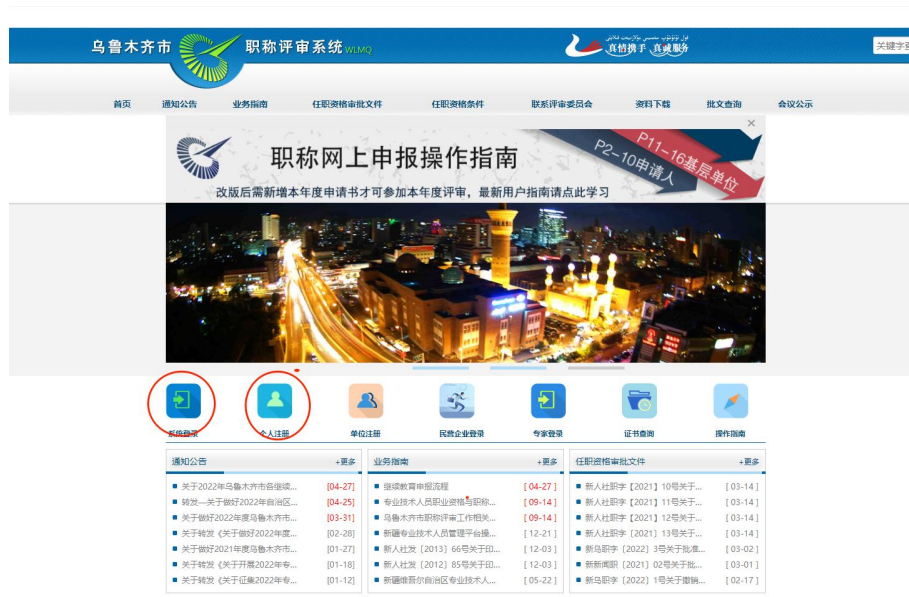 乌鲁木齐市 职称评审系统 WLMQ
真情携手 真诚服务
关键字
首页 通知公告 业务指南 任职资格审批文件 任职资格条件 联系评审委员会 资料下载 批文查询 会议公示
×
职称网上申报操作指南
P2-10申请人
P11-16基层单位
改版后需新增本年度申请书才可参加本年度评审，最新用户指南请点此学习
系统登录 个人注册 单位注册 民营企业登录 专家登录 证书查询 操作指南
通知公告 +更多
■ 关于2022年乌鲁木齐市各继续... [04-27]
■ 转发—关于做好2022年自治区... [04-25]
■ 关于做好2022年度乌鲁木齐市... [03-31]
■ 关于转发《关于做好2022年度... [02-28]
■ 关于做好2021年度乌鲁木齐市... [01-27]
■ 关于转发《关于开展2022年专... [01-18]
■ 关于转发《关于征集2022年专... [01-12]
业务指南 +更多
■ 继续教育申报流程 [04-27]
■ 专业技术人员职业资格与职称... [09-14]
■ 乌鲁木齐市职称评审工作相关... [09-14]
■ 新疆专业技术人员管理平台操... [12-21]
■ 新人社发〔2013〕66号关于印... [12-03]
■ 新人社发〔2012〕85号关于印... [12-03]
■ 新疆维吾尔自治区专业技术人... [05-22]
任职资格审批文件 +更多
■ 新人社职字【2021】10号关于... [03-14]
■ 新人社职字【2021】11号关于... [03-14]
■ 新人社职字【2021】12号关于... [03-14]
■ 新人社职字【2021】13号关于... [03-14]
■ 新乌职字〔2022〕3号关于批准... [03-02]
■ 新新闻职〔2021〕02号关于批... [03-01]
■ 新乌职字〔2022〕1号关于撤销... [02-17]